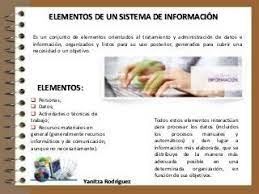 ELEMENTOS DE UN SISTEMA DE INFORMACIÓN
Es un conjunto de elementos orientados al tratamiento y administración de datos e
información, organizados y listos para su uso posterior, generados para cubrir una
necesidad o un objetivo.
INFORMACIÓN
ELEMENTOS:
Personas;
Datos;
Actividades o técnicas de
trabajo;
Recursos materiales en
general (generalmente recursos
informáticos y de comunicación,
aunque no necesariamente).
Todos estos elementos interactúan
para procesar los datos (incluidos
los procesos manuales y
automáticos) y dan lugar a
información más elaborada, que se
distribuye de la manera más
adecuada posible en una
determinada organización, en
función de sus objetivos.
Yanitza Rodríguez